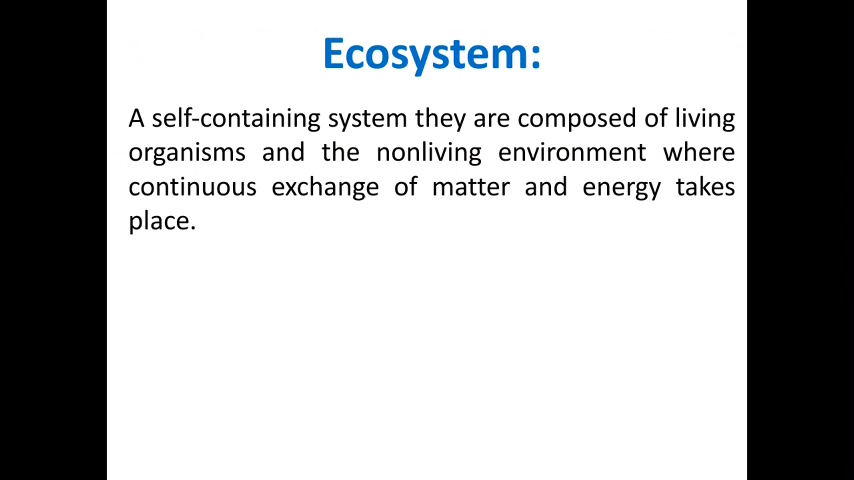 Ecosystem:
A self-containing system they are composed of living
organisms and the nonliving environment where
continuous exchange of matter and energy takes
place.